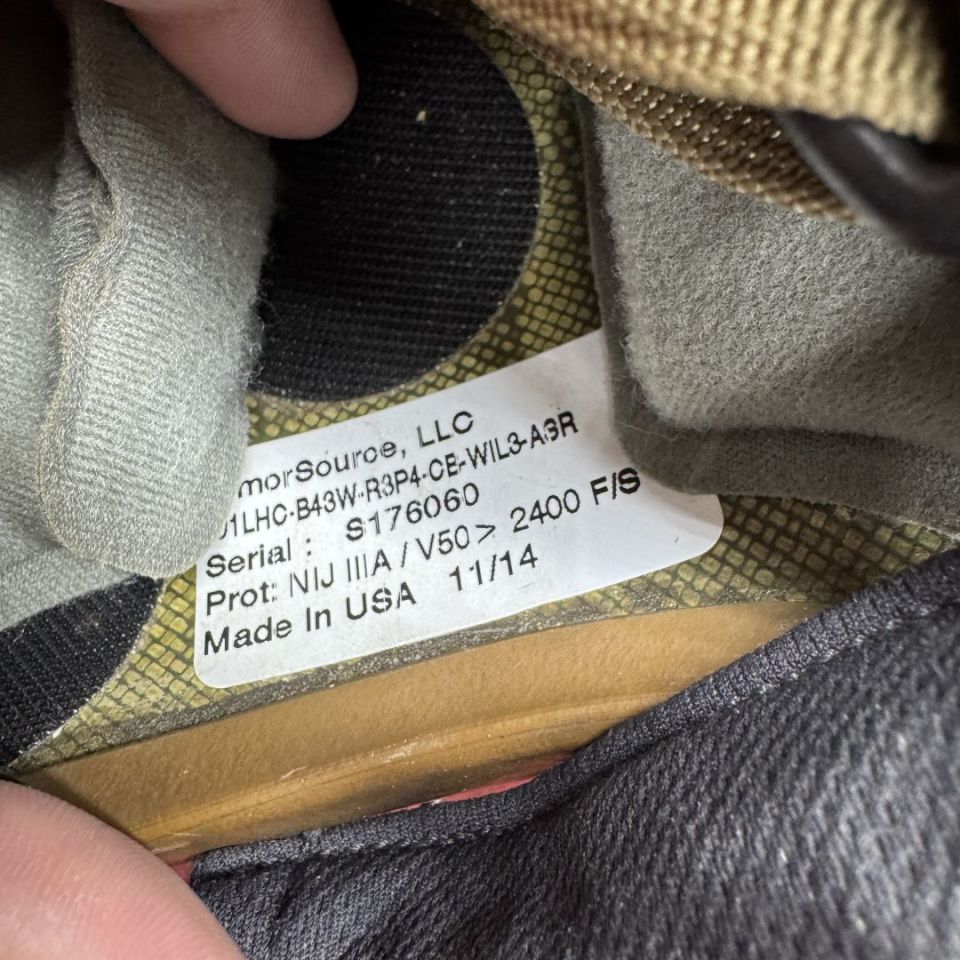 morSource, LLC
01LHC-B43W-R3P4-CE-WIL3-A3R
Serial : S176060
Prot: NIJ IIIA / V50 > 2400 F/S
Made In USA 11/14